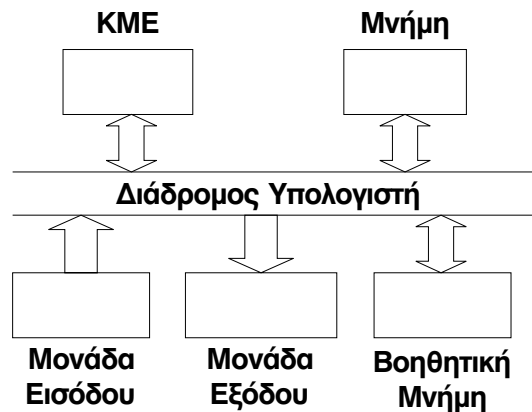 ΚΜΕ
Μνήμη
Διάδρομος Υπολογιστή
Μονάδα
Εισόδου
Μονάδα
Εξόδου
Βοηθητική
Μνήμη